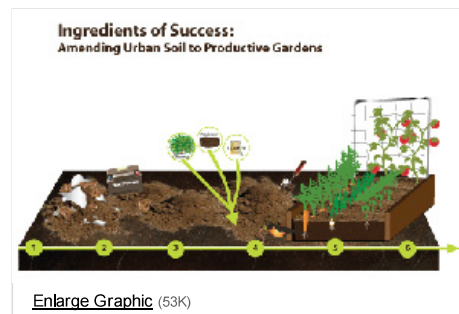 Ingredients of Success:
Amending Urban Soil to Productive Gardens
1 2 3 4 5 6
Enlarge Graphic (53K)